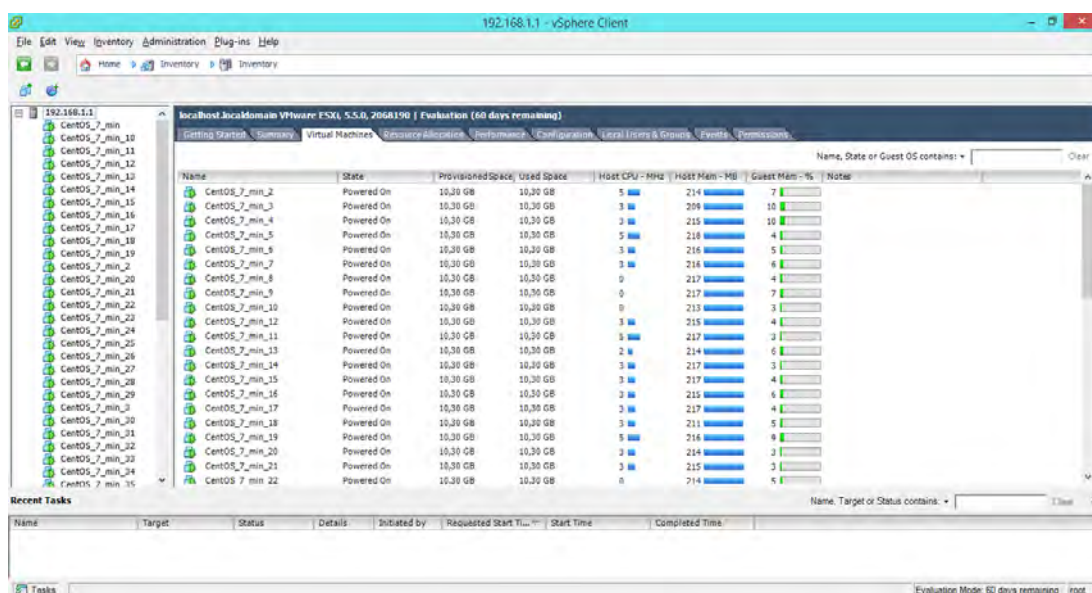 192.168.1.1 - vSphere Client
File Edit View Inventory Administration Plug-ins Help
Home Inventory Inventory
192.168.1.1
CentOS_7_min
CentOS_7_min_10
CentOS_7_min_11
CentOS_7_min_12
CentOS_7_min_13
CentOS_7_min_14
CentOS_7_min_15
CentOS_7_min_16
CentOS_7_min_17
CentOS_7_min_18
CentOS_7_min_19
CentOS_7_min_2
CentOS_7_min_20
CentOS_7_min_21
CentOS_7_min_22
CentOS_7_min_23
CentOS_7_min_24
CentOS_7_min_25
CentOS_7_min_26
CentOS_7_min_27
CentOS_7_min_28
CentOS_7_min_29
CentOS_7_min_3
CentOS_7_min_30
CentOS_7_min_31
CentOS_7_min_32
CentOS_7_min_33
CentOS_7_min_34
CentOS_7_min_35
localhost.localdomain VMware ESXi, 5.5.0, 2068190 | Evaluation (60 days remaining)
Getting Started Summary Virtual Machines Resource Allocation Performance Configuration Local Users & Groups Events Permissions
Name, State or Guest OS contains: Clear
Name State Provisioned Space Used Space Host CPU - MHz Host Mem - MB Guest Mem - % Notes
CentOS_7_min_2 Powered On 10,30 GB 10,30 GB 5 214 7
CentOS_7_min_3 Powered On 10,30 GB 10,30 GB 3 209 10
CentOS_7_min_4 Powered On 10,30 GB 10,30 GB 3 215 10
CentOS_7_min_5 Powered On 10,30 GB 10,30 GB 5 216 4
CentOS_7_min_6 Powered On 10,30 GB 10,30 GB 3 216 5
CentOS_7_min_7 Powered On 10,30 GB 10,30 GB 3 216 6
CentOS_7_min_8 Powered On 10,30 GB 10,30 GB 0 217 4
CentOS_7_min_9 Powered On 10,30 GB 10,30 GB 0 217 7
CentOS_7_min_10 Powered On 10,30 GB 10,30 GB 0 213 3
CentOS_7_min_12 Powered On 10,30 GB 10,30 GB 3 215 4
CentOS_7_min_11 Powered On 10,30 GB 10,30 GB 5 217 3
CentOS_7_min_13 Powered On 10,30 GB 10,30 GB 2 214 6
CentOS_7_min_14 Powered On 10,30 GB 10,30 GB 3 217 3
CentOS_7_min_15 Powered On 10,30 GB 10,30 GB 3 217 4
CentOS_7_min_16 Powered On 10,30 GB 10,30 GB 3 215 6
CentOS_7_min_17 Powered On 10,30 GB 10,30 GB 3 217 4
CentOS_7_min_18 Powered On 10,30 GB 10,30 GB 3 211 5
CentOS_7_min_19 Powered On 10,30 GB 10,30 GB 5 216 9
CentOS_7_min_20 Powered On 10,30 GB 10,30 GB 3 214 3
CentOS_7_min_21 Powered On 10,30 GB 10,30 GB 3 215 3
CentOS_7_min_22 Powered On 10,30 GB 10,30 GB 0 214 5
Recent Tasks Name, Target or Status contains: Clear
Name Target Status Details Initiated by Requested Start Ti... Start Time Completed Time
Tasks Evaluation Mode: 60 days remaining root